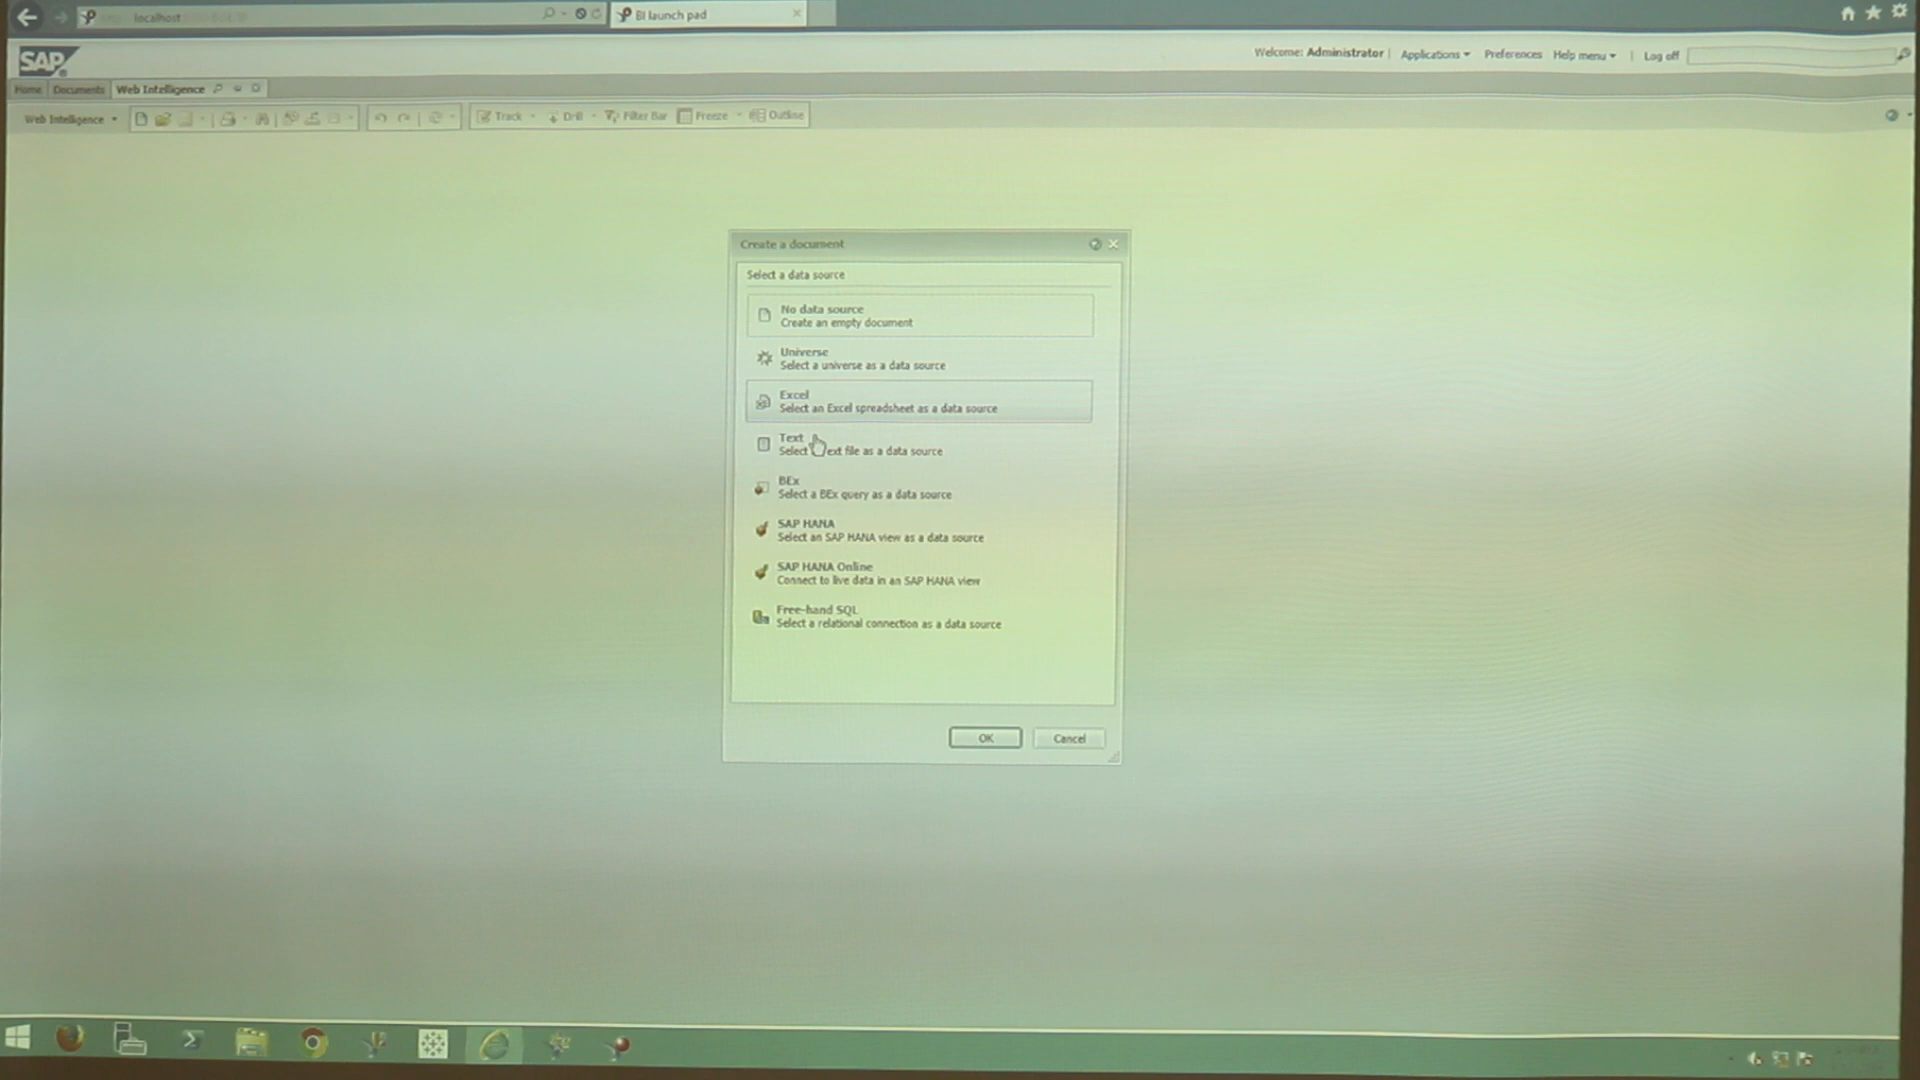 localhost
BI launch pad
SAP
Welcome: Administrator | Applications Preferences Help menu | Log off
Home Documents Web Intelligence
Web Intelligence Track Drill Filter Bar Freeze Outline
Create a document
Select a data source
No data source
Create an empty document
Universe
Select a universe as a data source
Excel
Select an Excel spreadsheet as a data source
Text
Select ext file as a data source
BEx
Select a BEx query as a data source
SAP HANA
Select an SAP HANA view as a data source
SAP HANA Online
Connect to live data in an SAP HANA view
Free-hand SQL
Select a relational connection as a data source
OK Cancel